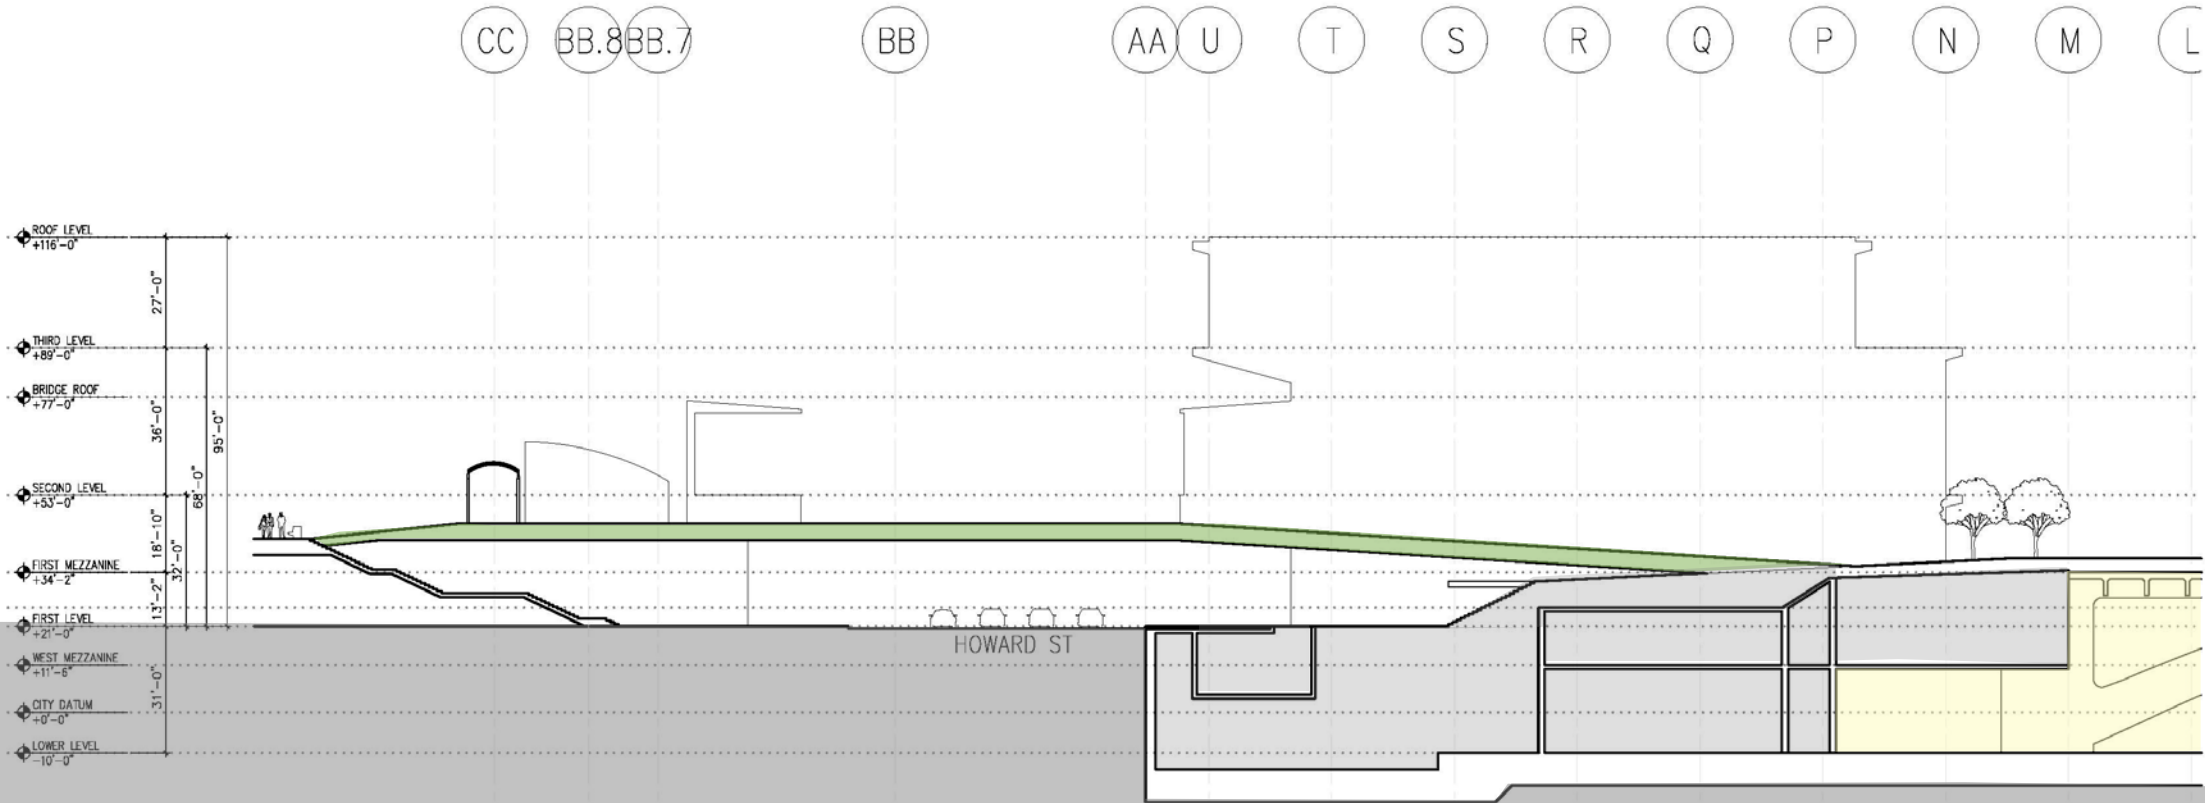 CC
BB.8
BB.7
BB
AA
U
T
S
R
Q
P
N
M
L
ROOF LEVEL
+116'-0"
27'-0"
THIRD LEVEL
+89'-0"
BRIDGE ROOF
+77'-0"
36'-0"
95'-0"
68'-0"
SECOND LEVEL
+53'-0"
18'-10"
32'-0"
FIRST MEZZANINE
+34'-2"
13'-2"
FIRST LEVEL
+21'-0"
HOWARD ST
WEST MEZZANINE
+11'-6"
31'-0"
CITY DATUM
+0'-0"
LOWER LEVEL
-10'-0"